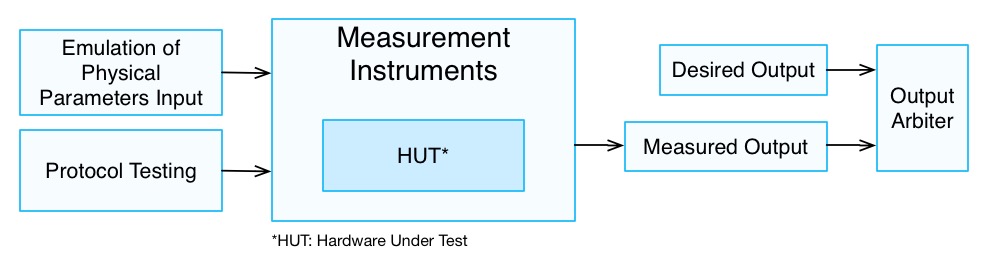 Emulation of
Physical
Parameters Input
Protocol Testing
Measurement
Instruments
HUT*
*HUT: Hardware Under Test
Desired Output
Measured Output
Output
Arbiter